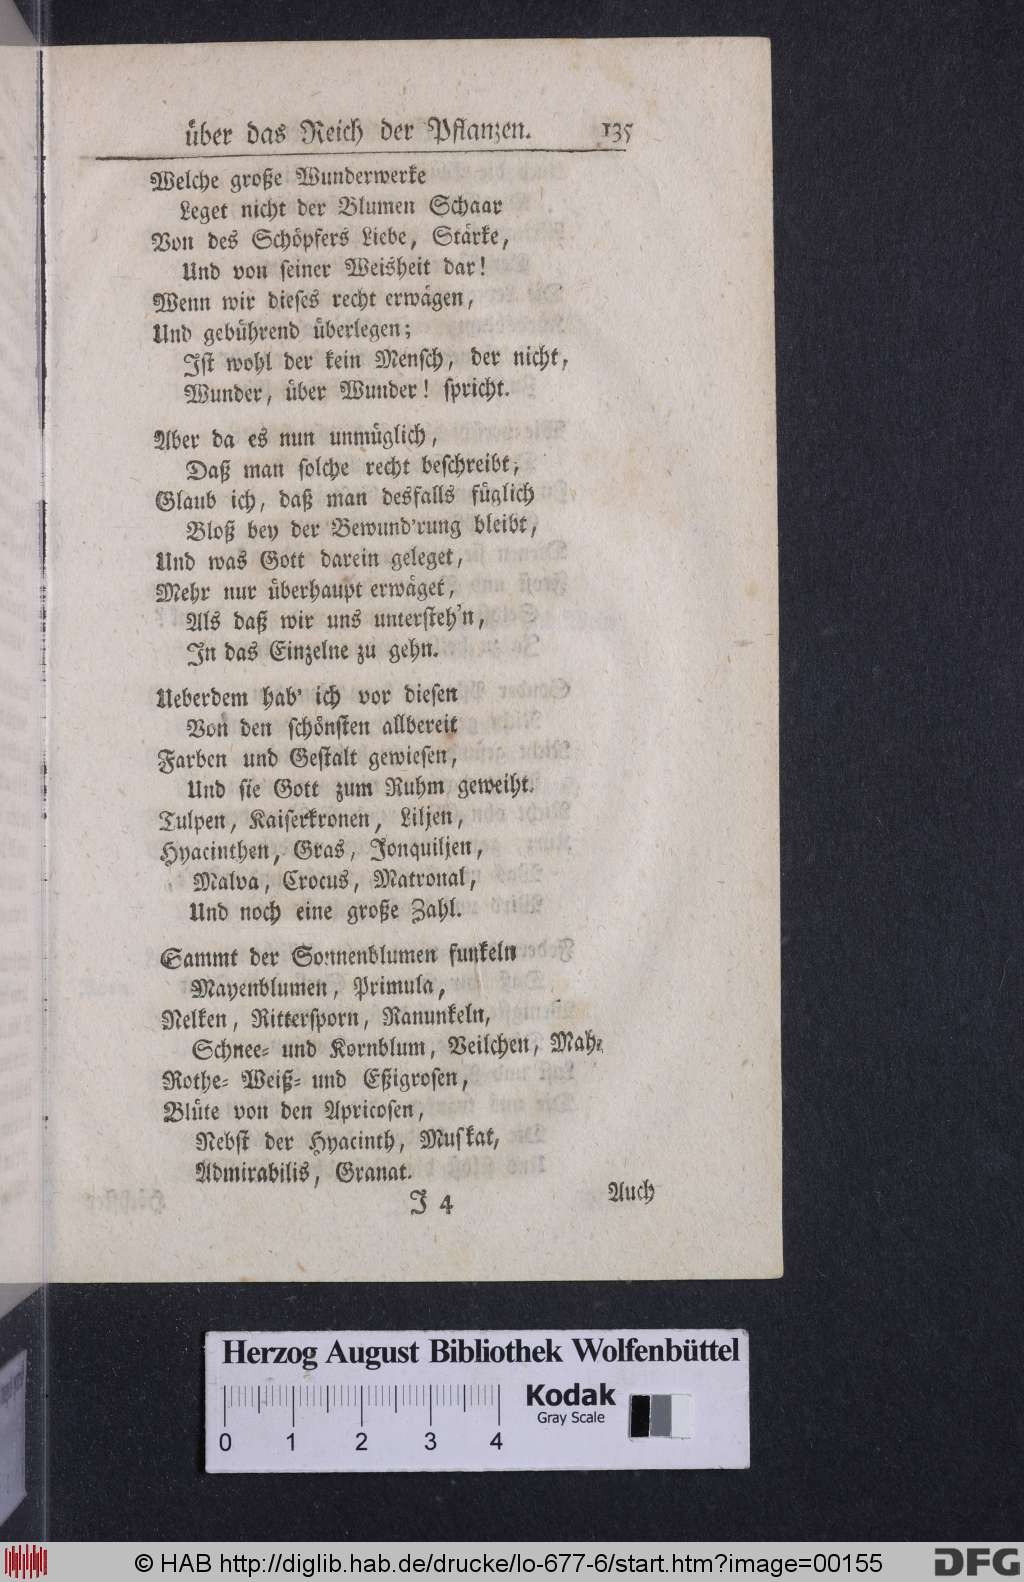 über das Reich der Pflanzen. 135
Welche große Wunderwerke
Leget nicht der Blumen Schaar
Von des Schöpfers Liebe, Stärke,
Und von seiner Weisheit dar!
Wenn wir dieses recht erwägen,
Und gebührend überlegen;
Ist wohl der kein Mensch, der nicht,
Wunder, über Wunder! spricht.
Aber da es nun unmüglich,
Daß man solche recht beschreibt;
Glaub ich, daß man desfalls füglich
Bloß bey der Bewund'rung bleibt,
Und was Gott darein geleget,
Mehr nur überhaupt erwäget,
Als daß wir uns untersteh'n,
In das Einzelne zu gehn.
Ueberdem hab' ich vor diesen
Von den schönsten allbereit
Farben und Gestalt gewiesen,
Und sie Gott zum Ruhm geweiht.
Tulpen, Kaiserkronen, Liljen,
Hyacinthen, Gras, Jonquiljen,
Malva, Crocus, Matronal,
Und noch eine große Zahl.
Sammt der Sonnenblumen funkeln
Mayenblumen, Primula,
Nelken, Rittersporn, Ranunkeln,
Schnee- und Kornblum, Veilchen, Mah-
Rothe- Weiß- und Eßigrosen,
Blüte von den Apricosen,
Nebst der Hyacinth, Muskat,
Admirabilis, Granat.
J 4 Auch
Herzog August Bibliothek Wolfenbüttel
Kodak
Gray Scale
0 1 2 3 4
© HAB http://diglib.hab.de/drucke/lo-677-6/start.htm?image=00155
DFG